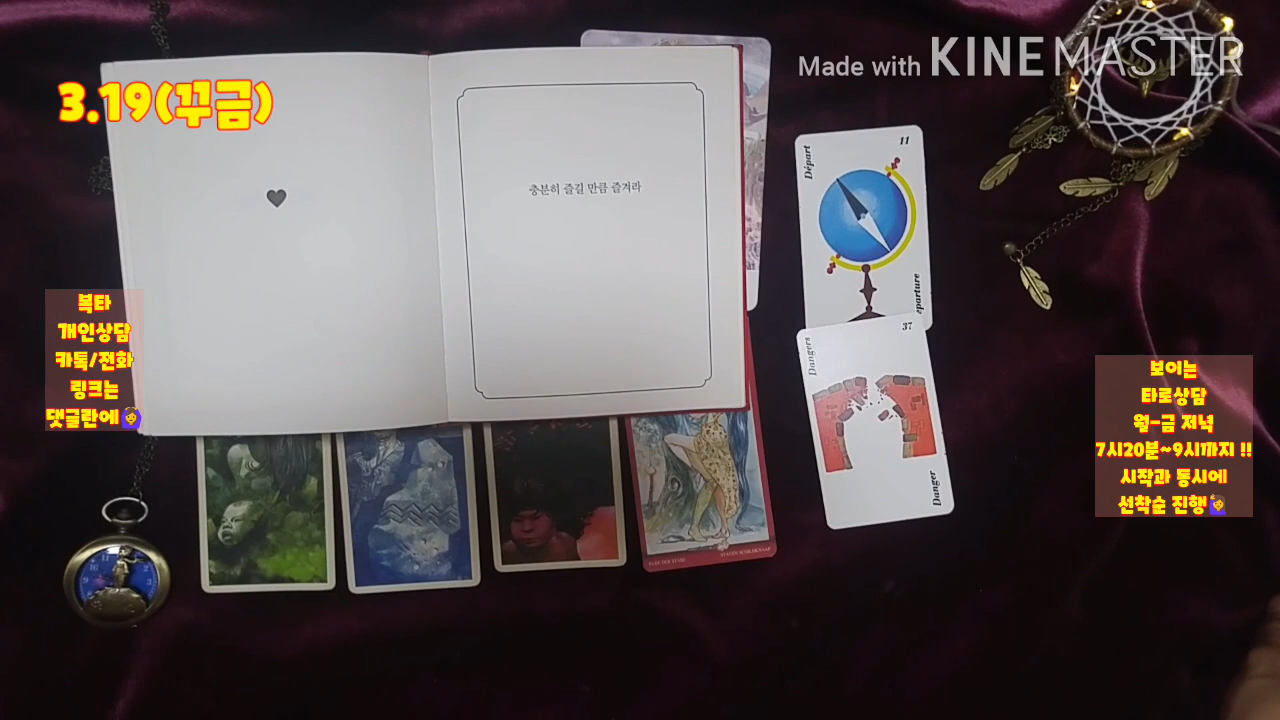 Made with KINEMASTER
3.19(꾸금)
충분히 즐길 만큼 즐겨라
♥
Départ
11
parture
Dangers
37
Danger
복타
개인상담
카톡/전화
링크는
댓글란에🙆‍♀️
보이는
타로상담
월-금 저녁
7시20분~9시까지 !!
시작과 동시에
선착순 진행🙋‍♀️